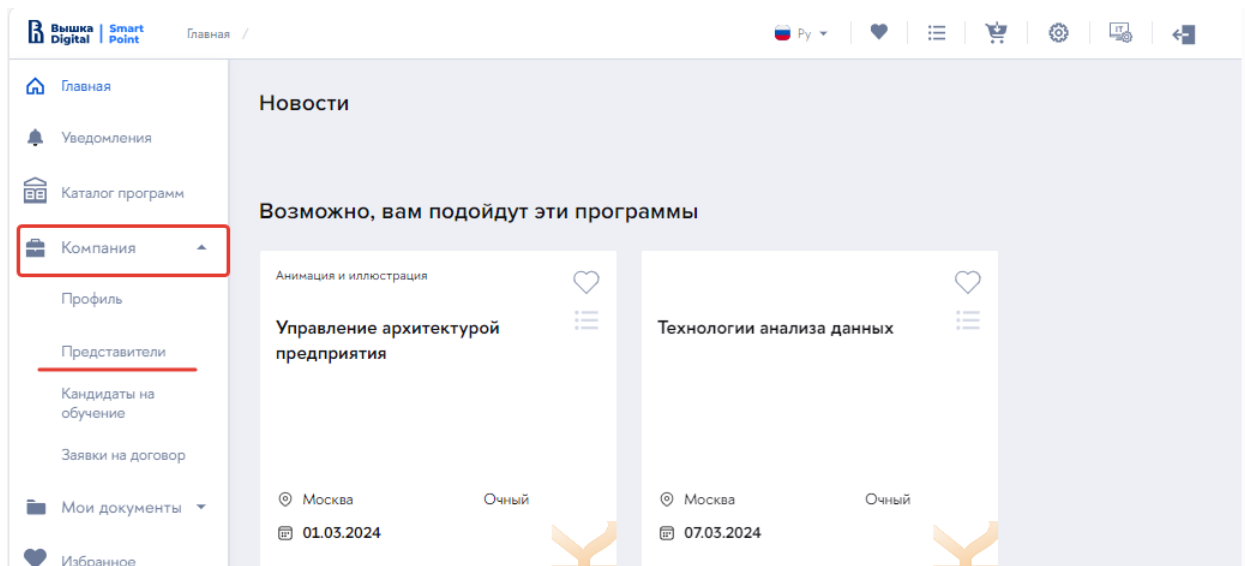 Вышка | Smart
Digital | Point
Главная /
Ру
Главная
Уведомления
Каталог программ
Компания
Профиль
Представители
Кандидаты на
обучение
Заявки на договор
Мои документы
Избранное
Новости
Возможно, вам подойдут эти программы
Анимация и иллюстрация
Управление архитектурой
предприятия
Москва Очный
01.03.2024
Технологии анализа данных
Москва Очный
07.03.2024